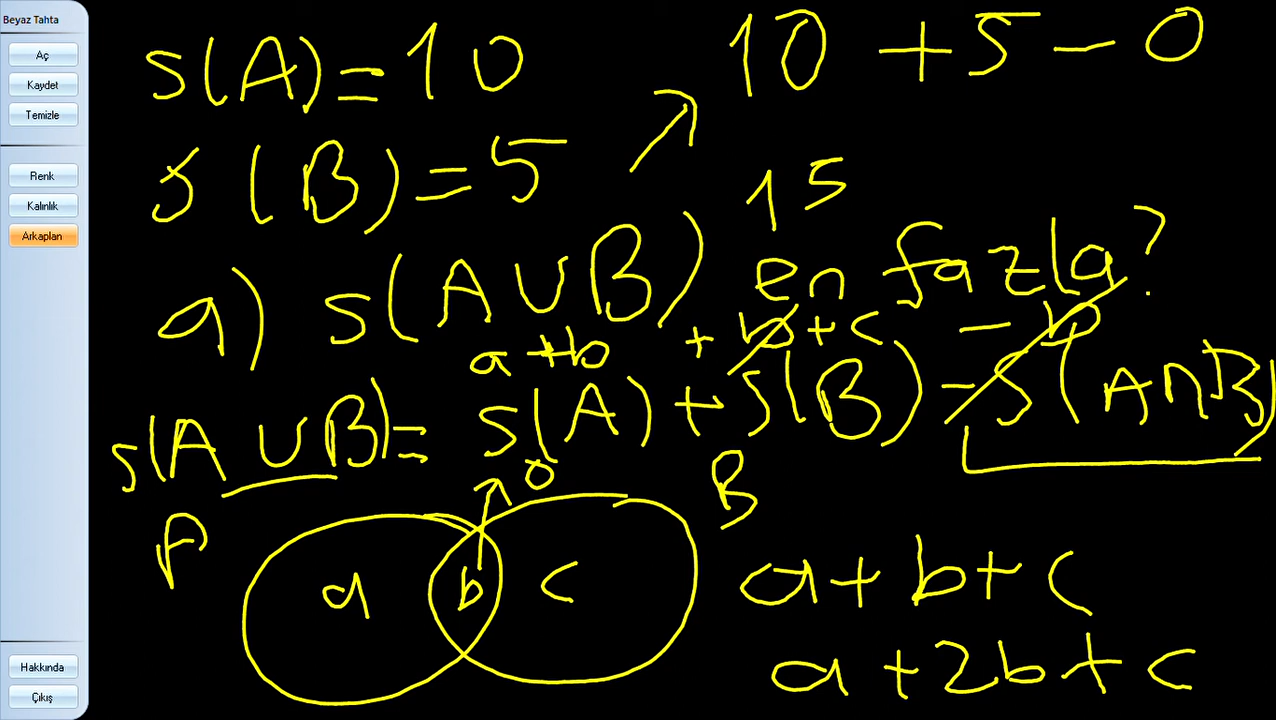 Beyaz Tahta
Aç
Kaydet
Temizle
Renk
Kalınlık
Arkaplan
Hakkında
Çıkış
s(A)=10
10+5-0
s(B)=5
15
a) s(A∪B) en fazla?
a+b + b+c - b
s(A∪B)= s(A)+s(B)-s(A∩B)
0
B
a b c
a+b+c
a+2b+c